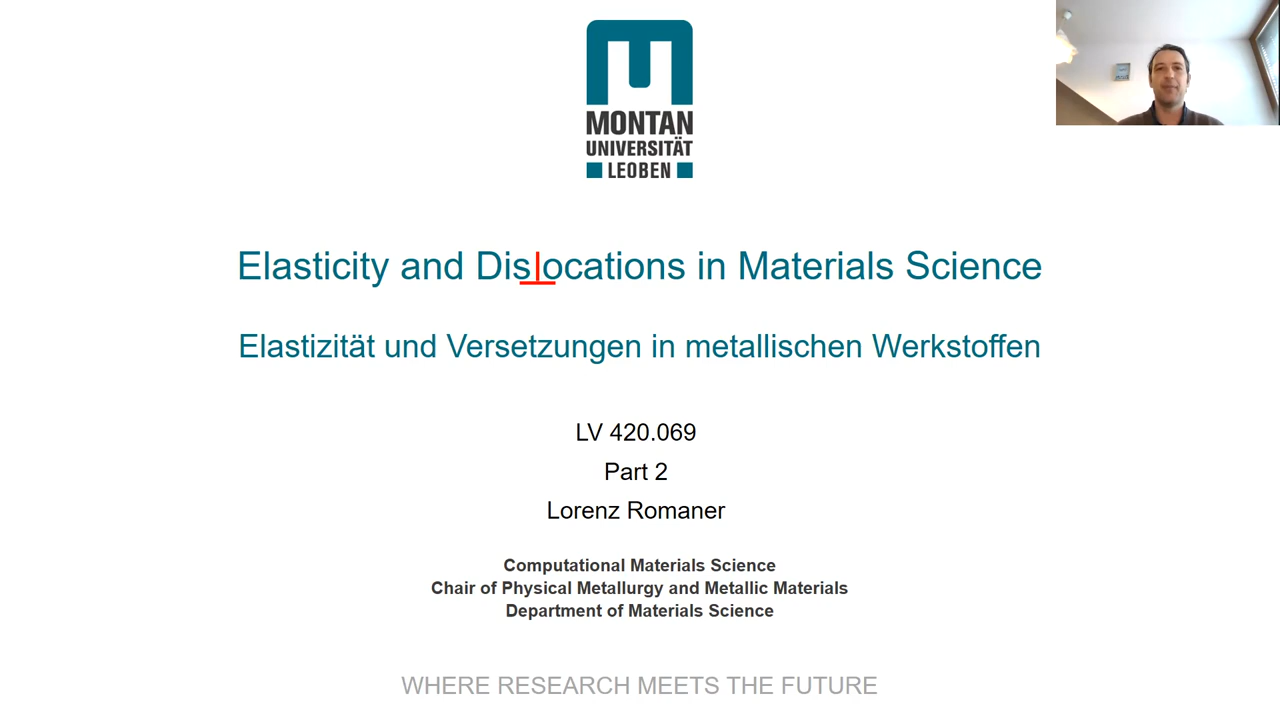 MONTAN
UNIVERSITÄT
LEOBEN
Elasticity and Dislocations in Materials Science
Elastizität und Versetzungen in metallischen Werkstoffen
LV 420.069
Part 2
Lorenz Romaner
Computational Materials Science
Chair of Physical Metallurgy and Metallic Materials
Department of Materials Science
WHERE RESEARCH MEETS THE FUTURE